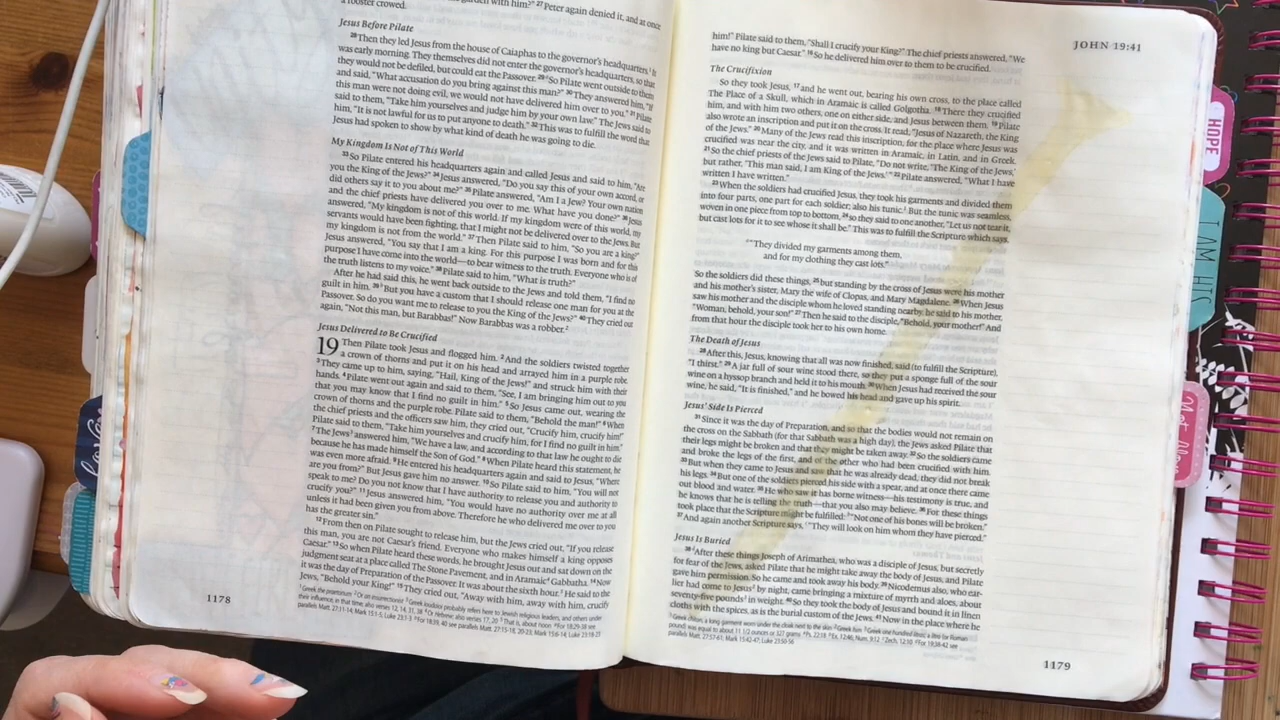 garden with him?" 27 Peter again denied it, and at once
a rooster crowed.
Jesus Before Pilate
28 Then they led Jesus from the house of Caiaphas to the governor's headquarters. 1 It
was early morning. They themselves did not enter the governor's headquarters, so that
they would not be defiled, but could eat the Passover. 29 So Pilate went outside to them
and said, "What accusation do you bring against this man?" 30 They answered him, "If
this man were not doing evil, we would not have delivered him over to you." 31 Pilate
said to them, "Take him yourselves and judge him by your own law." The Jews said to
him, "It is not lawful for us to put anyone to death." 32 This was to fulfill the word that
Jesus had spoken to show by what kind of death he was going to die.
My Kingdom Is Not of This World
33 So Pilate entered his headquarters again and called Jesus and said to him, "Are
you the King of the Jews?" 34 Jesus answered, "Do you say this of your own accord, or
did others say it to you about me?" 35 Pilate answered, "Am I a Jew? Your own nation
and the chief priests have delivered you over to me. What have you done?" 36 Jesus
answered, "My kingdom is not of this world. If my kingdom were of this world, my
servants would have been fighting, that I might not be delivered over to the Jews. But
my kingdom is not from the world." 37 Then Pilate said to him, "So you are a king?"
Jesus answered, "You say that I am a king. For this purpose I was born and for this
purpose I have come into the world—to bear witness to the truth. Everyone who is of
the truth listens to my voice." 38 Pilate said to him, "What is truth?"
After he had said this, he went back outside to the Jews and told them, "I find no
guilt in him. 39 But you have a custom that I should release one man for you at the
Passover. So do you want me to release to you the King of the Jews?" 40 They cried out
again, "Not this man, but Barabbas!" Now Barabbas was a robber. 2
Jesus Delivered to Be Crucified
19 Then Pilate took Jesus and flogged him. 2 And the soldiers twisted together
a crown of thorns and put it on his head and arrayed him in a purple robe.
3 They came up to him, saying, "Hail, King of the Jews!" and struck him with their
hands. 4 Pilate went out again and said to them, "See, I am bringing him out to you
that you may know that I find no guilt in him." 5 So Jesus came out, wearing the
crown of thorns and the purple robe. Pilate said to them, "Behold the man!" 6 When
the chief priests and the officers saw him, they cried out, "Crucify him, crucify him!"
Pilate said to them, "Take him yourselves and crucify him, for I find no guilt in him."
7 The Jews 3 answered him, "We have a law, and according to that law he ought to die
because he has made himself the Son of God." 8 When Pilate heard this statement, he
was even more afraid. 9 He entered his headquarters again and said to Jesus, "Where
are you from?" But Jesus gave him no answer. 10 So Pilate said to him, "You will not
speak to me? Do you not know that I have authority to release you and authority to
crucify you?" 11 Jesus answered him, "You would have no authority over me at all
unless it had been given you from above. Therefore he who delivered me over to you
has the greater sin."
12 From then on Pilate sought to release him, but the Jews cried out, "If you release
this man, you are not Caesar's friend. Everyone who makes himself a king opposes
Caesar." 13 So when Pilate heard these words, he brought Jesus out and sat down on the
judgment seat at a place called The Stone Pavement, and in Aramaic 4 Gabbatha. 14 Now
it was the day of Preparation of the Passover. It was about the sixth hour. 5 He said to the
Jews, "Behold your King!" 15 They cried out, "Away with him, away with him, crucify
1178
JOHN 19:41
him!" Pilate said to them, "Shall I crucify your King?" The chief priests answered, "We
have no king but Caesar." 16 So he delivered him over to them to be crucified.
The Crucifixion
So they took Jesus, 17 and he went out, bearing his own cross, to the place called
The Place of a Skull, which in Aramaic is called Golgotha. 18 There they crucified
him, and with him two others, one on either side, and Jesus between them. 19 Pilate
also wrote an inscription and put it on the cross. It read, "Jesus of Nazareth, the King
of the Jews." 20 Many of the Jews read this inscription, for the place where Jesus was
crucified was near the city, and it was written in Aramaic, in Latin, and in Greek.
21 So the chief priests of the Jews said to Pilate, "Do not write, 'The King of the Jews,'
but rather, 'This man said, I am King of the Jews.'" 22 Pilate answered, "What I have
written I have written."
23 When the soldiers had crucified Jesus, they took his garments and divided them
into four parts, one part for each soldier; also his tunic. 1 But the tunic was seamless,
woven in one piece from top to bottom, 24 so they said to one another, "Let us not tear it,
but cast lots for it to see whose it shall be." This was to fulfill the Scripture which says,
"They divided my garments among them,
and for my clothing they cast lots."
So the soldiers did these things, 25 but standing by the cross of Jesus were his mother
and his mother's sister, Mary the wife of Clopas, and Mary Magdalene. 26 When Jesus
saw his mother and the disciple whom he loved standing nearby, he said to his mother,
"Woman, behold, your son!" 27 Then he said to the disciple, "Behold, your mother!" And
from that hour the disciple took her to his own home.
The Death of Jesus
28 After this, Jesus, knowing that all was now finished, said (to fulfill the Scripture),
"I thirst." 29 A jar full of sour wine stood there, so they put a sponge full of the sour
wine on a hyssop branch and held it to his mouth. 30 When Jesus had received the sour
wine, he said, "It is finished," and he bowed his head and gave up his spirit.
Jesus' Side Is Pierced
31 Since it was the day of Preparation, and so that the bodies would not remain on
the cross on the Sabbath (for that Sabbath was a high day), the Jews asked Pilate that
their legs might be broken and that they might be taken away. 32 So the soldiers came
and broke the legs of the first, and of the other who had been crucified with him.
33 But when they came to Jesus and saw that he was already dead, they did not break
his legs. 34 But one of the soldiers pierced his side with a spear, and at once there came
out blood and water. 35 He who saw it has borne witness—his testimony is true, and
he knows that he is telling the truth—that you also may believe. 36 For these things
took place that the Scripture might be fulfilled: "Not one of his bones will be broken."
37 And again another Scripture says, "They will look on him whom they have pierced."
Jesus Is Buried
38 After these things Joseph of Arimathea, who was a disciple of Jesus, but secretly
for fear of the Jews, asked Pilate that he might take away the body of Jesus, and Pilate
gave him permission. So he came and took away his body. 39 Nicodemus also, who ear-
lier had come to Jesus 2 by night, came bringing a mixture of myrrh and aloes, about
seventy-five pounds 3 in weight. 40 So they took the body of Jesus and bound it in linen
cloths with the spices, as is the burial custom of the Jews. 41 Now in the place where he
1179
HOPE
I AM HIS